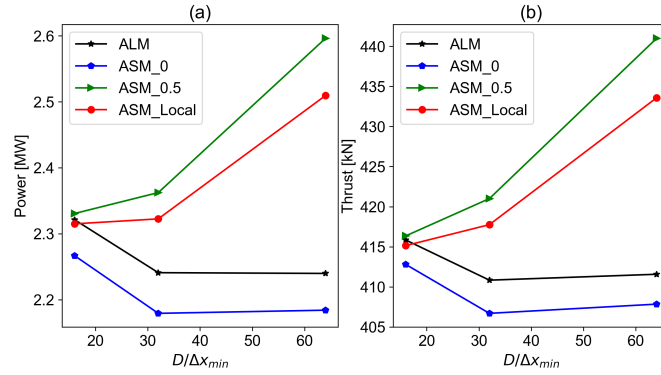 (a)
ALM
ASM_0
ASM_0.5
ASM_Local
Power [MW]
2.6
2.5
2.4
2.3
2.2
20 30 40 50 60
D/Δx_min
(b)
ALM
ASM_0
ASM_0.5
ASM_Local
Thrust [kN]
440
435
430
425
420
415
410
405
20 30 40 50 60
D/Δx_min